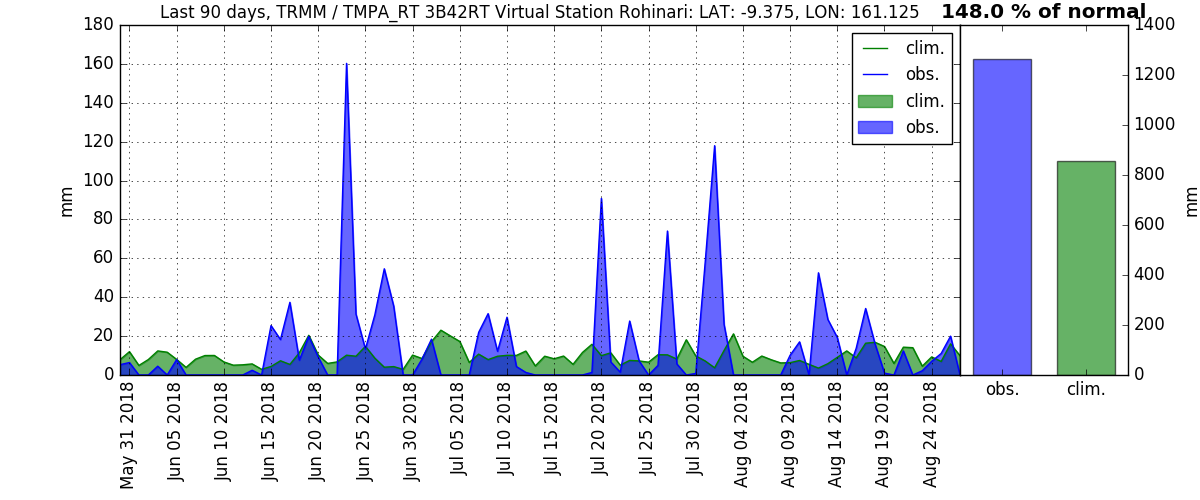 Last 90 days, TRMM / TMPA_RT 3B42RT Virtual Station Rohinari: LAT: -9.375, LON: 161.125
148.0 % of normal
mm
180
160
140
120
100
80
60
40
20
0
clim.
obs.
clim.
obs.
May 31 2018
Jun 05 2018
Jun 10 2018
Jun 15 2018
Jun 20 2018
Jun 25 2018
Jun 30 2018
Jul 05 2018
Jul 10 2018
Jul 15 2018
Jul 20 2018
Jul 25 2018
Jul 30 2018
Aug 04 2018
Aug 09 2018
Aug 14 2018
Aug 19 2018
Aug 24 2018
1400
1200
1000
800
600
400
200
0
mm
obs.
clim.